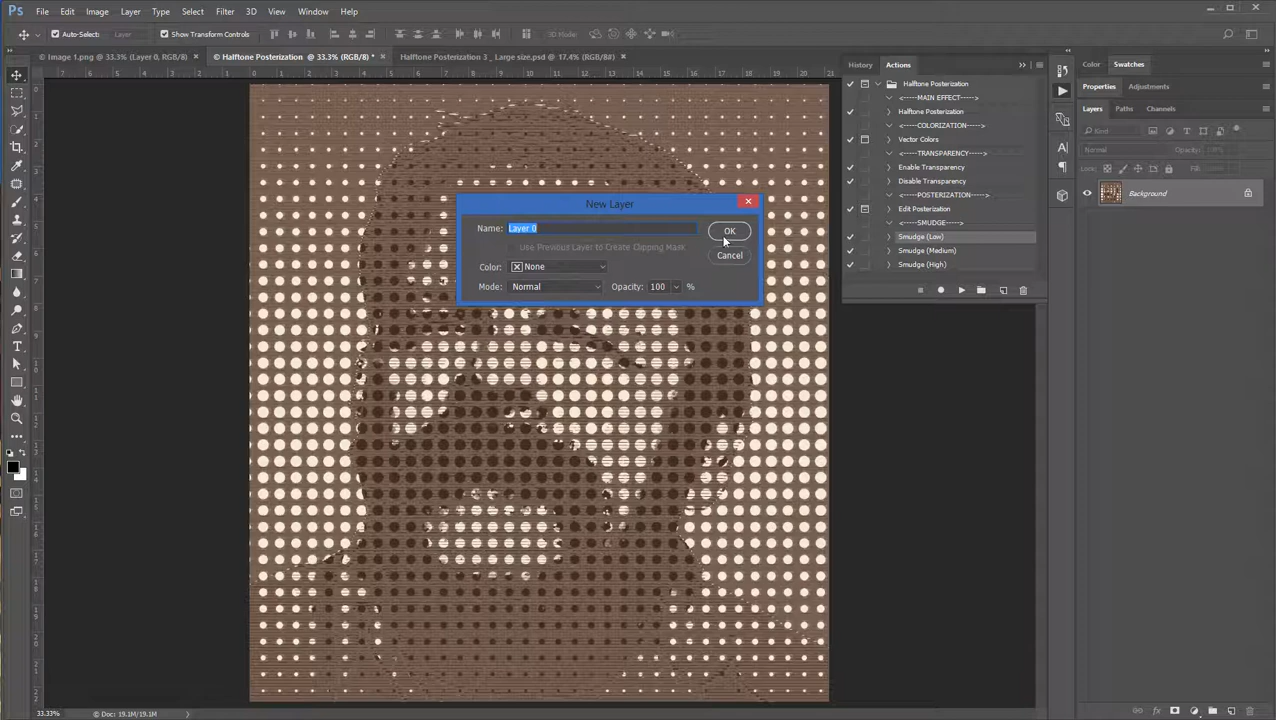 Ps File Edit Image Layer Type Select Filter 3D View Window Help
Auto-Select: Layer Show Transform Controls 3D Mode:
© Image 1.png @ 33.3% (Layer 0, RGB/8) × © Halftone Posterization @ 33.3% (RGB/8) * × Halftone Posterization 3 _ Large size.psd @ 17.4% (RGB/8#) ×
History Actions
Color Swatches
Halftone Posterization
Properties Adjustments
<-----MAIN EFFECT----->
Halftone Posterization
Layers Paths Channels
<-----COLORIZATION----->
Kind
Vector Colors
Normal Opacity:
<-----TRANSPARENCY----->
Enable Transparency
Lock:
Disable Transparency
Background
<-----POSTERIZATION----->
Edit Posterization
<-----SMUDGE----->
Smudge (Low)
Smudge (Medium)
Smudge (High)
New Layer
Name: Layer 0
OK
Use Previous Layer to Create Clipping Mask
Cancel
Color: None
Mode: Normal Opacity: 100 %
33.33% Doc: 19.1M/19.1M